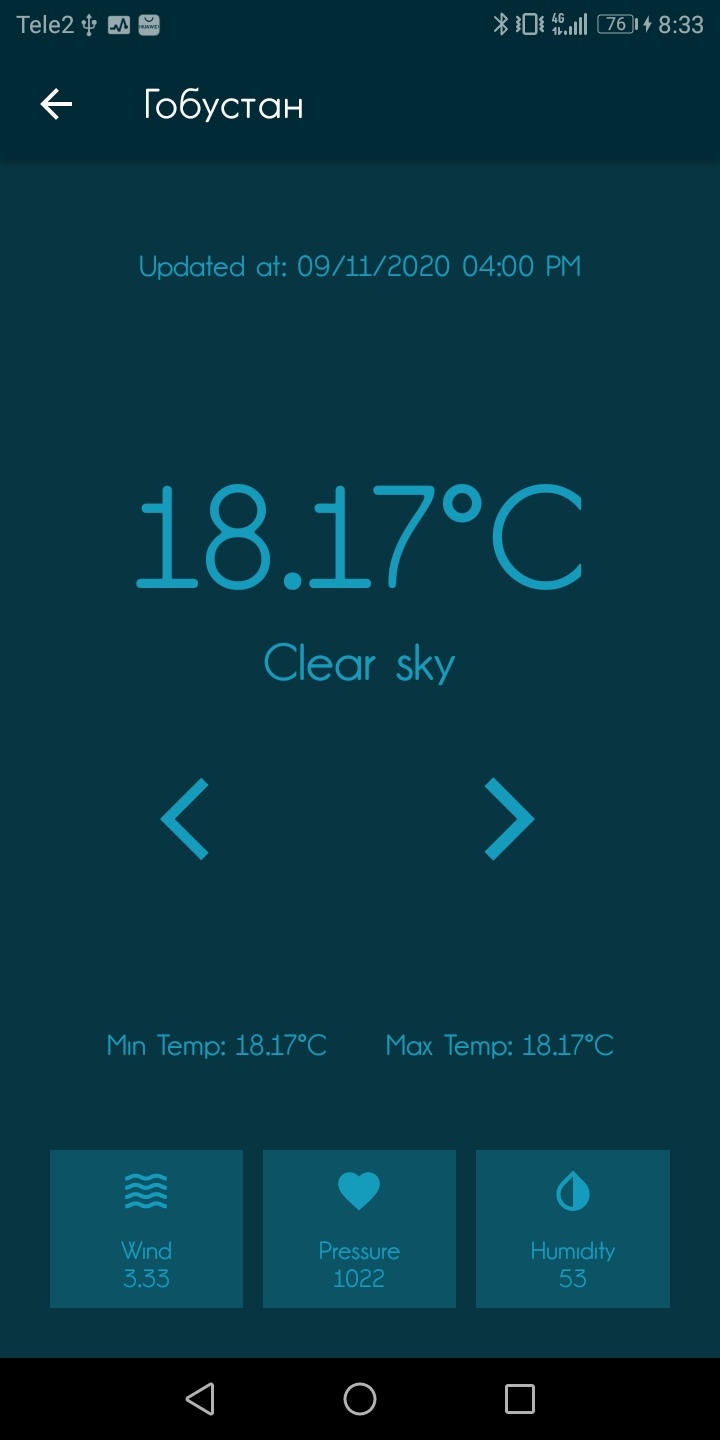 Tele2 4G 76 8:33
Гобустан
Updated at: 09/11/2020 04:00 PM
18.17°C
Clear sky
Min Temp: 18.17°C Max Temp: 18.17°C
Wind Pressure Humidity
3.33 1022 53